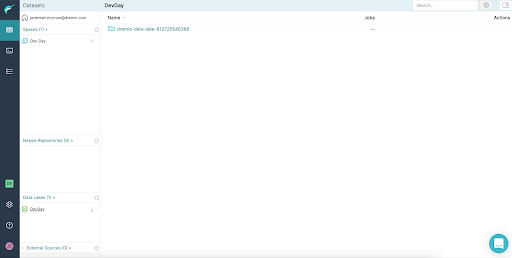 Datasets
DevDay
Search...
jeremiah.morrow@dremio.com
Name
Jobs
Actions
Spaces (1)
dremio-data-lake-812725540388
Dev Day
Nessie Repositories (0)
Data Lakes (1)
DevDay
External Sources (0)